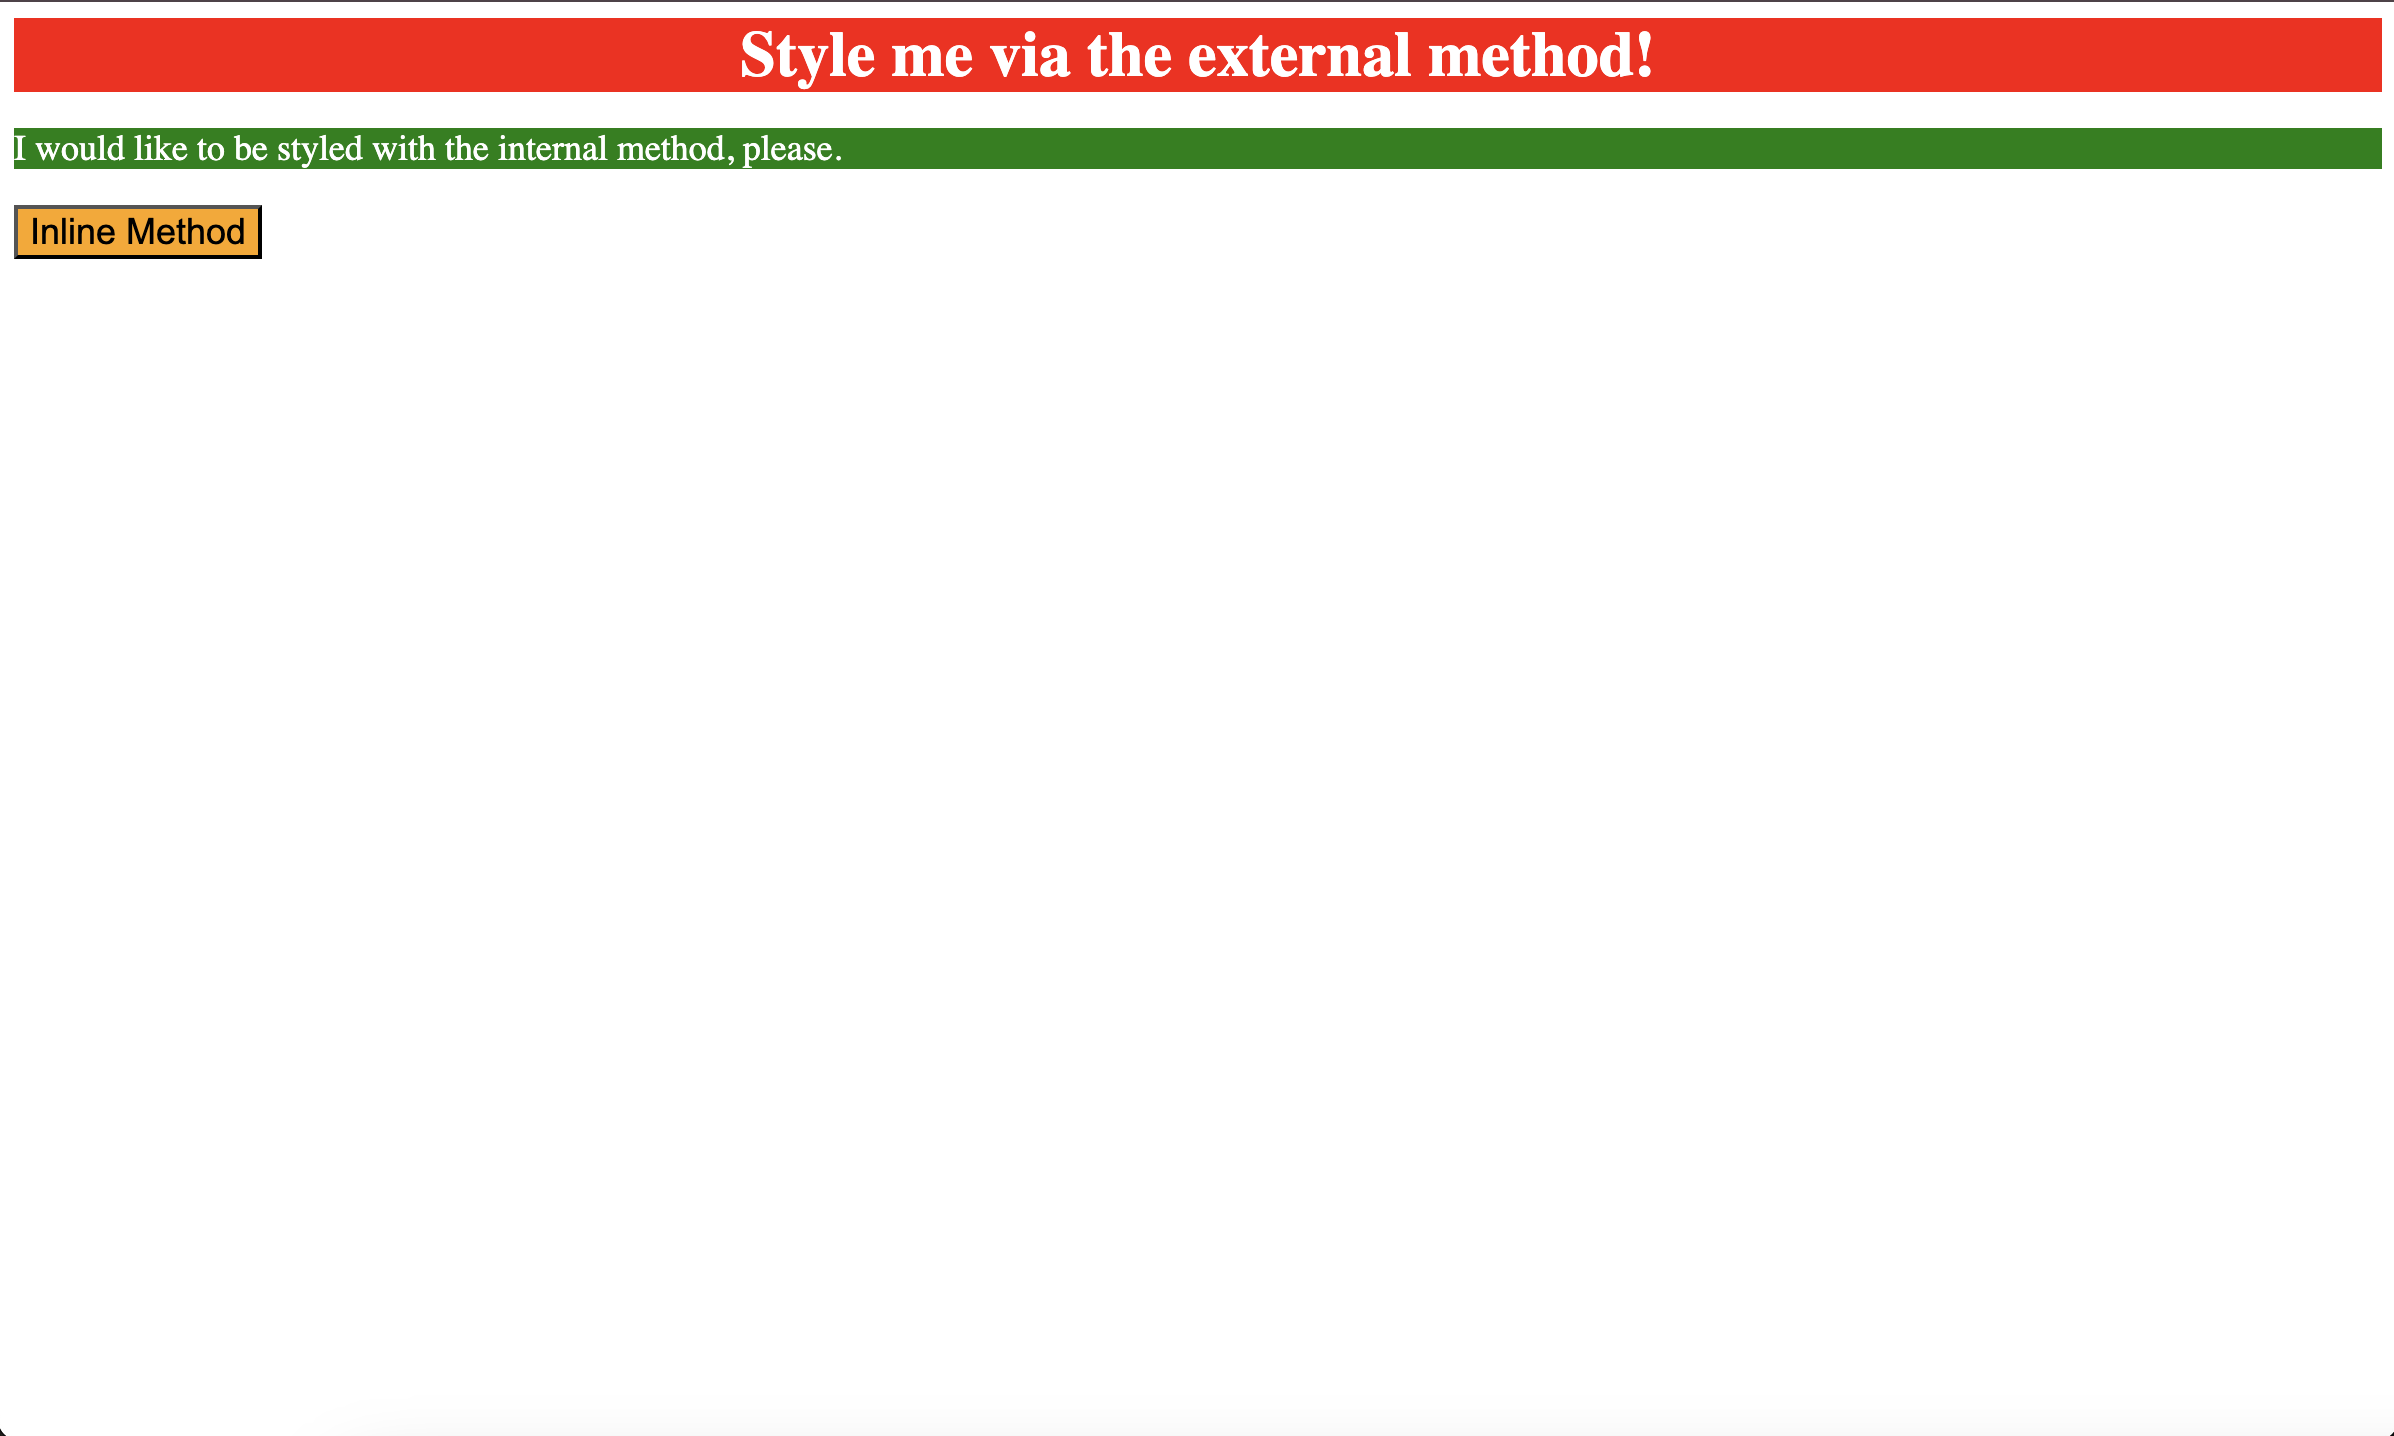 Style me via the external method!
I would like to be styled with the internal method, please.
Inline Method